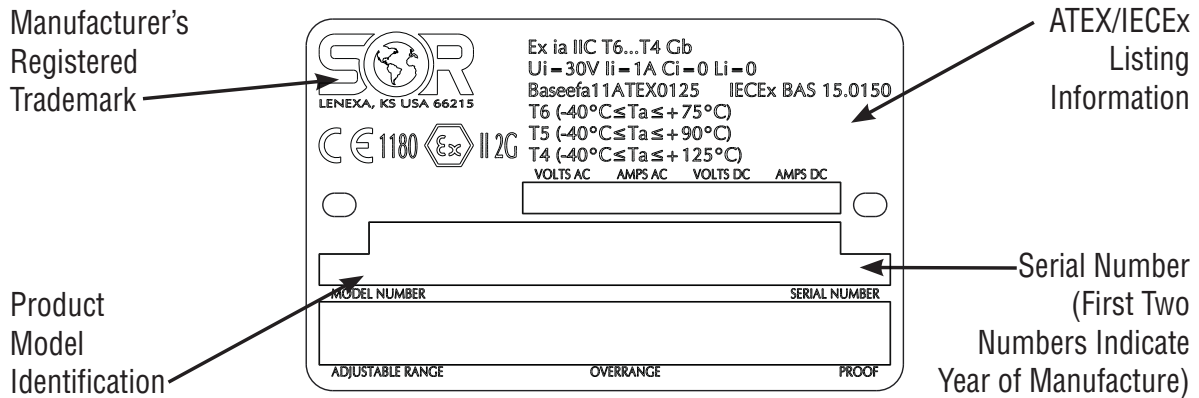 Manufacturer's
Registered
Trademark
SOR
LENEXA, KS USA 66215
CE 1180 Ex II 2G
Ex ia IIC T6...T4 Gb
Ui=30V Ii=1A Ci=0 Li=0
Baseefa11ATEX0125 IECEx BAS 15.0150
T6 (-40°C≤Ta≤+75°C)
T5 (-40°C≤Ta≤+90°C)
T4 (-40°C≤Ta≤+125°C)
VOLTS AC AMPS AC VOLTS DC AMPS DC
ATEX/IECEx
Listing
Information
MODEL NUMBER SERIAL NUMBER
ADJUSTABLE RANGE OVERRANGE PROOF
Product
Model
Identification
Serial Number
(First Two
Numbers Indicate
Year of Manufacture)